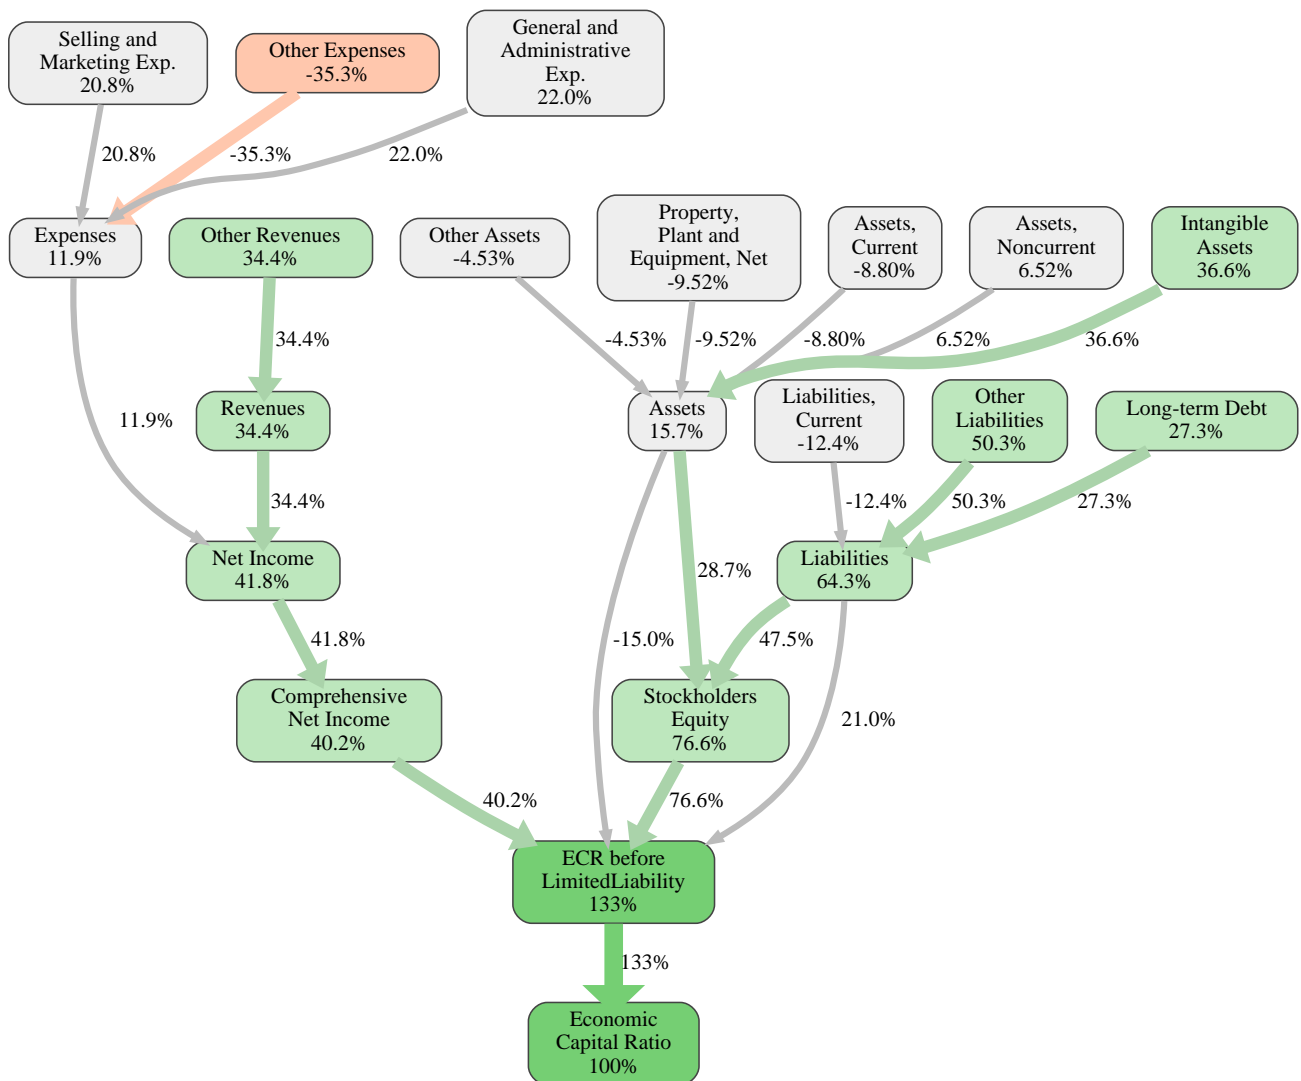 Selling and
Marketing Exp.
20.8%
Other Expenses
-35.3%
General and
Administrative
Exp.
22.0%
20.8%
-35.3%
22.0%
Expenses
11.9%
Other Revenues
34.4%
Other Assets
-4.53%
Property,
Plant and
Equipment, Net
-9.52%
Assets,
Current
-8.80%
Assets,
Noncurrent
6.52%
Intangible
Assets
36.6%
34.4%
-4.53%
-9.52%
-8.80%
6.52%
36.6%
11.9%
Revenues
34.4%
Assets
15.7%
Liabilities,
Current
-12.4%
Other
Liabilities
50.3%
Long-term Debt
27.3%
34.4%
-12.4%
50.3%
27.3%
Net Income
41.8%
28.7%
Liabilities
64.3%
41.8%
-15.0%
47.5%
21.0%
Comprehensive
Net Income
40.2%
Stockholders
Equity
76.6%
40.2%
76.6%
ECR before
LimitedLiability
133%
133%
Economic
Capital Ratio
100%